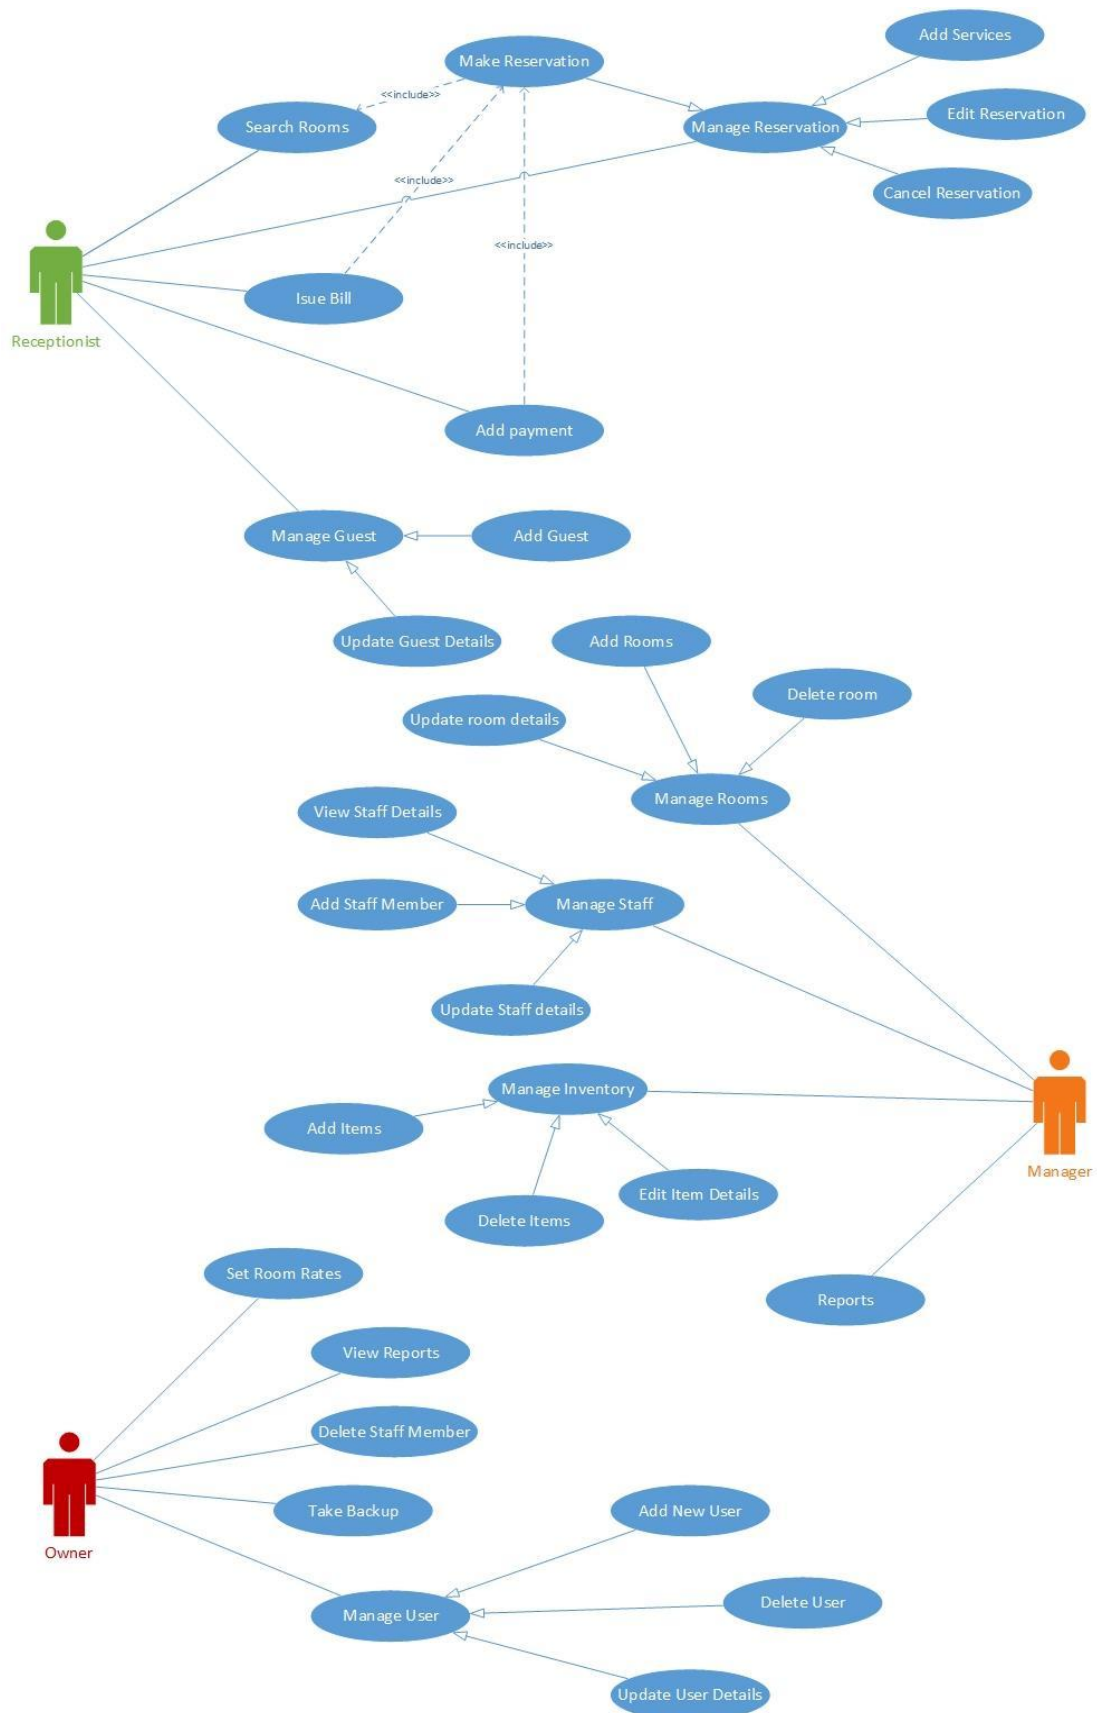 Add Services
Make Reservation
<<include>>
Edit Reservation
Search Rooms
Manage Reservation
<<include>>
Cancel Reservation
<<include>>
Isue Bill
Receptionist
Add payment
Manage Guest
Add Guest
Update Guest Details
Add Rooms
Delete room
Update room details
Manage Rooms
View Staff Details
Add Staff Member
Manage Staff
Update Staff details
Manage Inventory
Add Items
Manager
Edit Item Details
Delete Items
Set Room Rates
Reports
View Reports
Delete Staff Member
Take Backup
Add New User
Owner
Delete User
Manage User
Update User Details